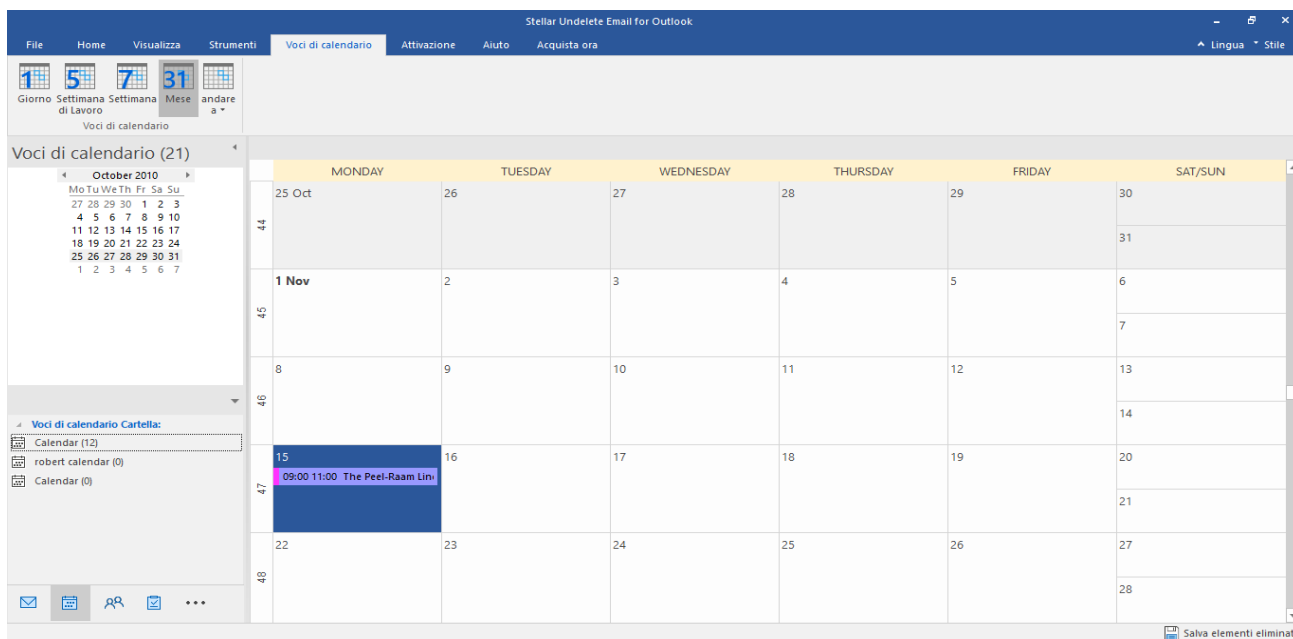 Stellar Undelete Email for Outlook
File Home Visualizza Strumenti Voci di calendario Attivazione Aiuto Acquista ora Lingua Stile
1 5 7 31
Giorno Settimana di Lavoro Settimana Mese andare a
Voci di calendario
Voci di calendario (21)
October 2010
Mo Tu We Th Fr Sa Su
27 28 29 30 1 2 3
4 5 6 7 8 9 10
11 12 13 14 15 16 17
18 19 20 21 22 23 24
25 26 27 28 29 30 31
1 2 3 4 5 6 7
Voci di calendario Cartella:
Calendar (12)
robert calendar (0)
Calendar (0)
MONDAY TUESDAY WEDNESDAY THURSDAY FRIDAY SAT/SUN
44
25 Oct 26 27 28 29 30
31
45
1 Nov 2 3 4 5 6
7
46
8 9 10 11 12 13
14
47
15 16 17 18 19 20
09:00 11:00 The Peel-Raam Lin
21
48
22 23 24 25 26 27
28
Salva elementi eliminat